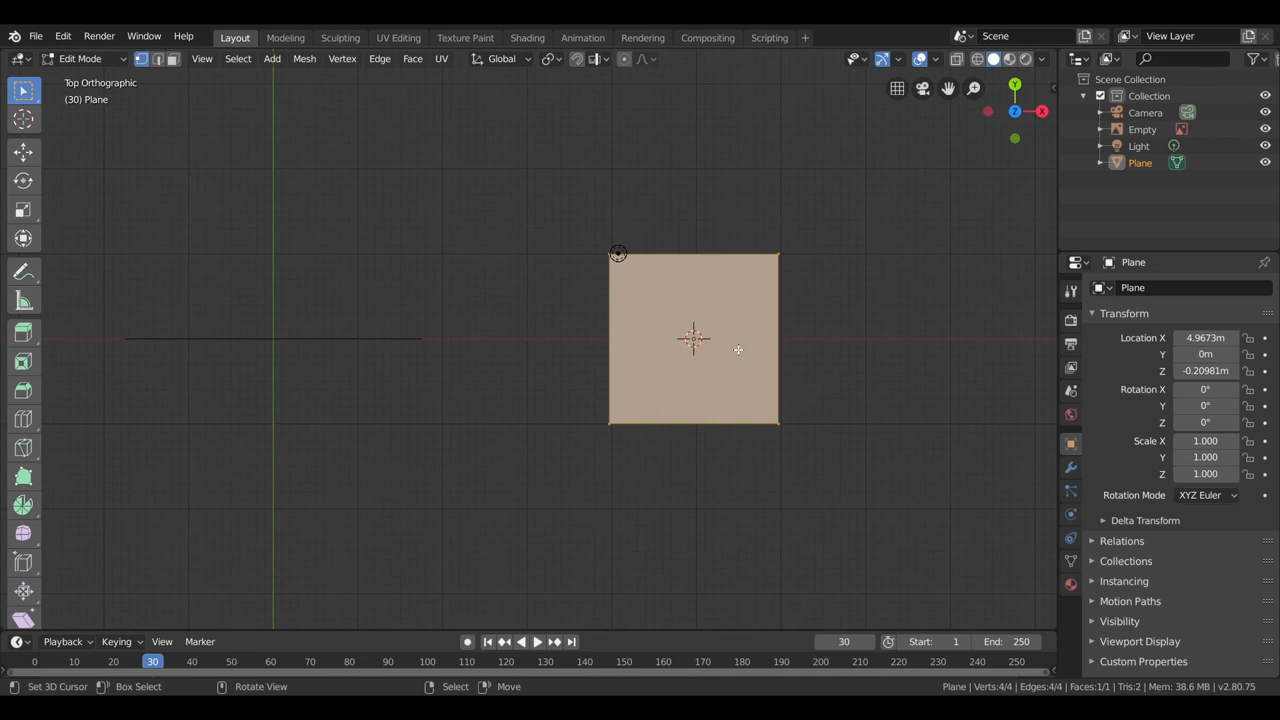 File Edit Render Window Help Layout Modeling Sculpting UV Editing Texture Paint Shading Animation Rendering Compositing Scripting + Scene View Layer
Edit Mode View Select Add Mesh Vertex Edge Face UV Global
Top Orthographic
(30) Plane
Scene Collection
Collection
Camera
Empty
Light
Plane
Plane
Plane
Transform
Location X 4.9673m
Y 0m
Z -0.20981m
Rotation X 0°
Y 0°
Z 0°
Scale X 1.000
Y 1.000
Z 1.000
Rotation Mode XYZ Euler
Delta Transform
Relations
Collections
Instancing
Motion Paths
Visibility
Viewport Display
Custom Properties
Y
Z X
Playback Keying View Marker 30 Start: 1 End: 250
0 10 20 30 40 50 60 70 80 90 100 110 120 130 140 150 160 170 180 190 200 210 220 230 240 250
Set 3D Cursor Box Select Rotate View Select Move Plane | Verts:4/4 | Edges:4/4 | Faces:1/1 | Tris:2 | Mem: 38.6 MB | v2.80.75